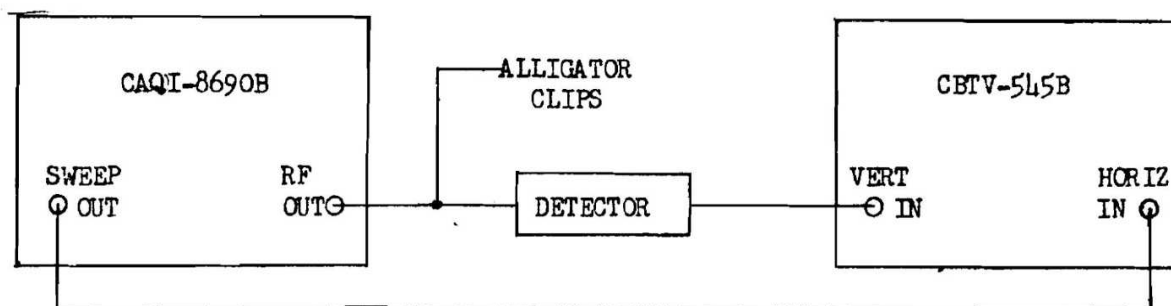 CAQI-8690B
ALLIGATOR
CLIPS
CBTV-545B
SWEEP
OUT
RF
OUT
DETECTOR
VERT
IN
HORIZ
IN